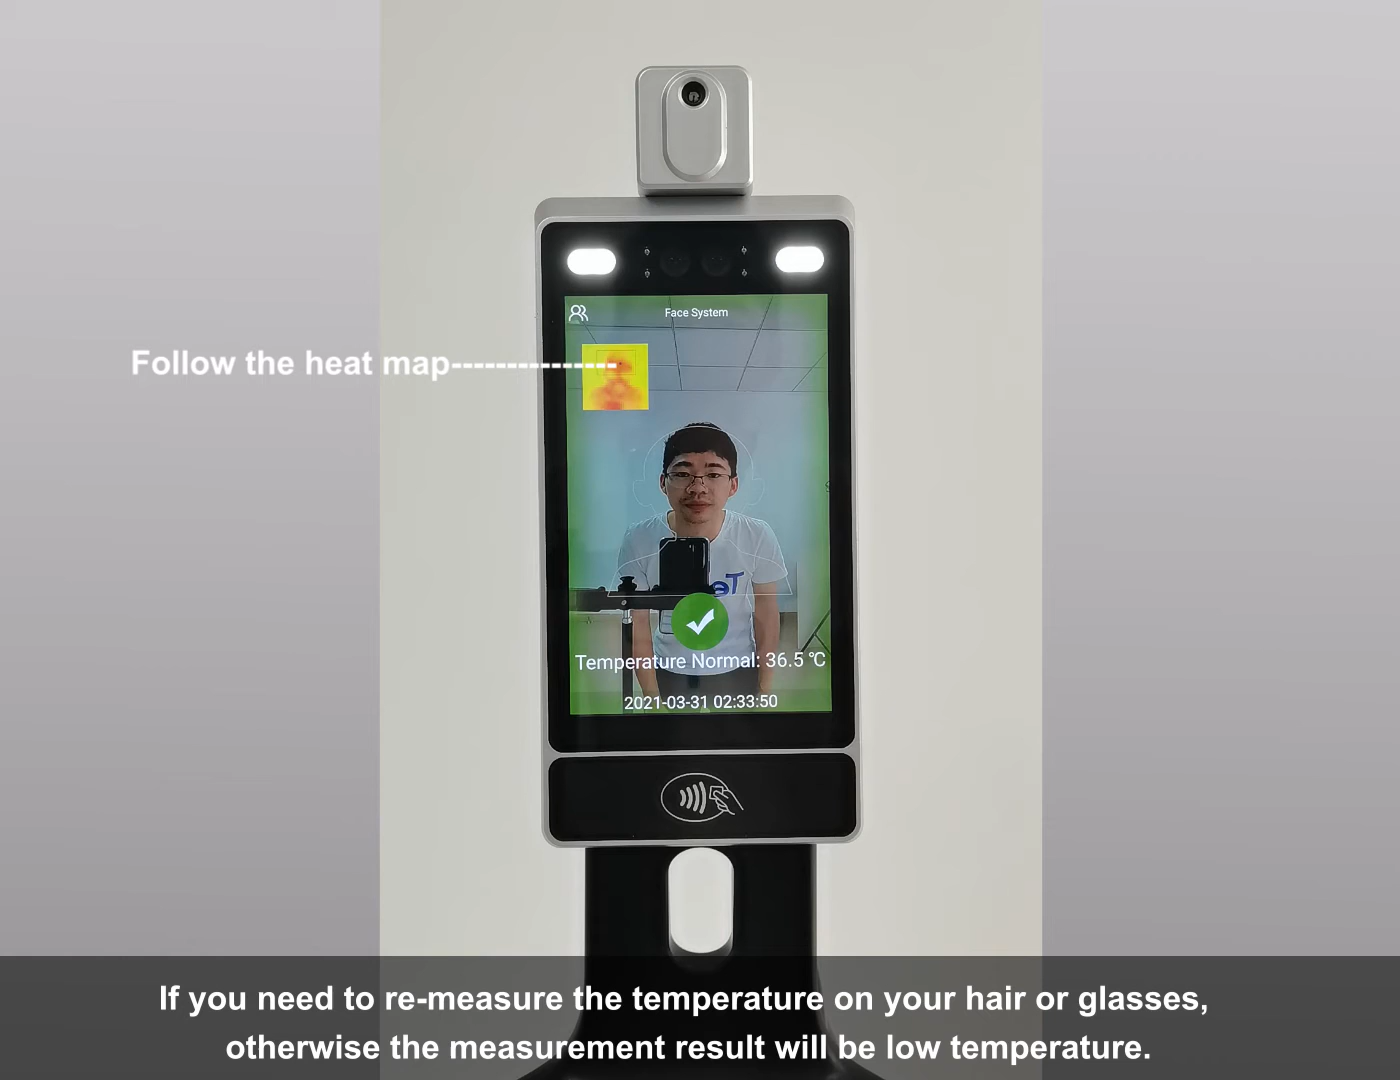 Face System
Follow the heat map----------------
Temperature Normal: 36.5 ℃
2021-03-31 02:33:50
If you need to re-measure the temperature on your hair or glasses,
otherwise the measurement result will be low temperature.